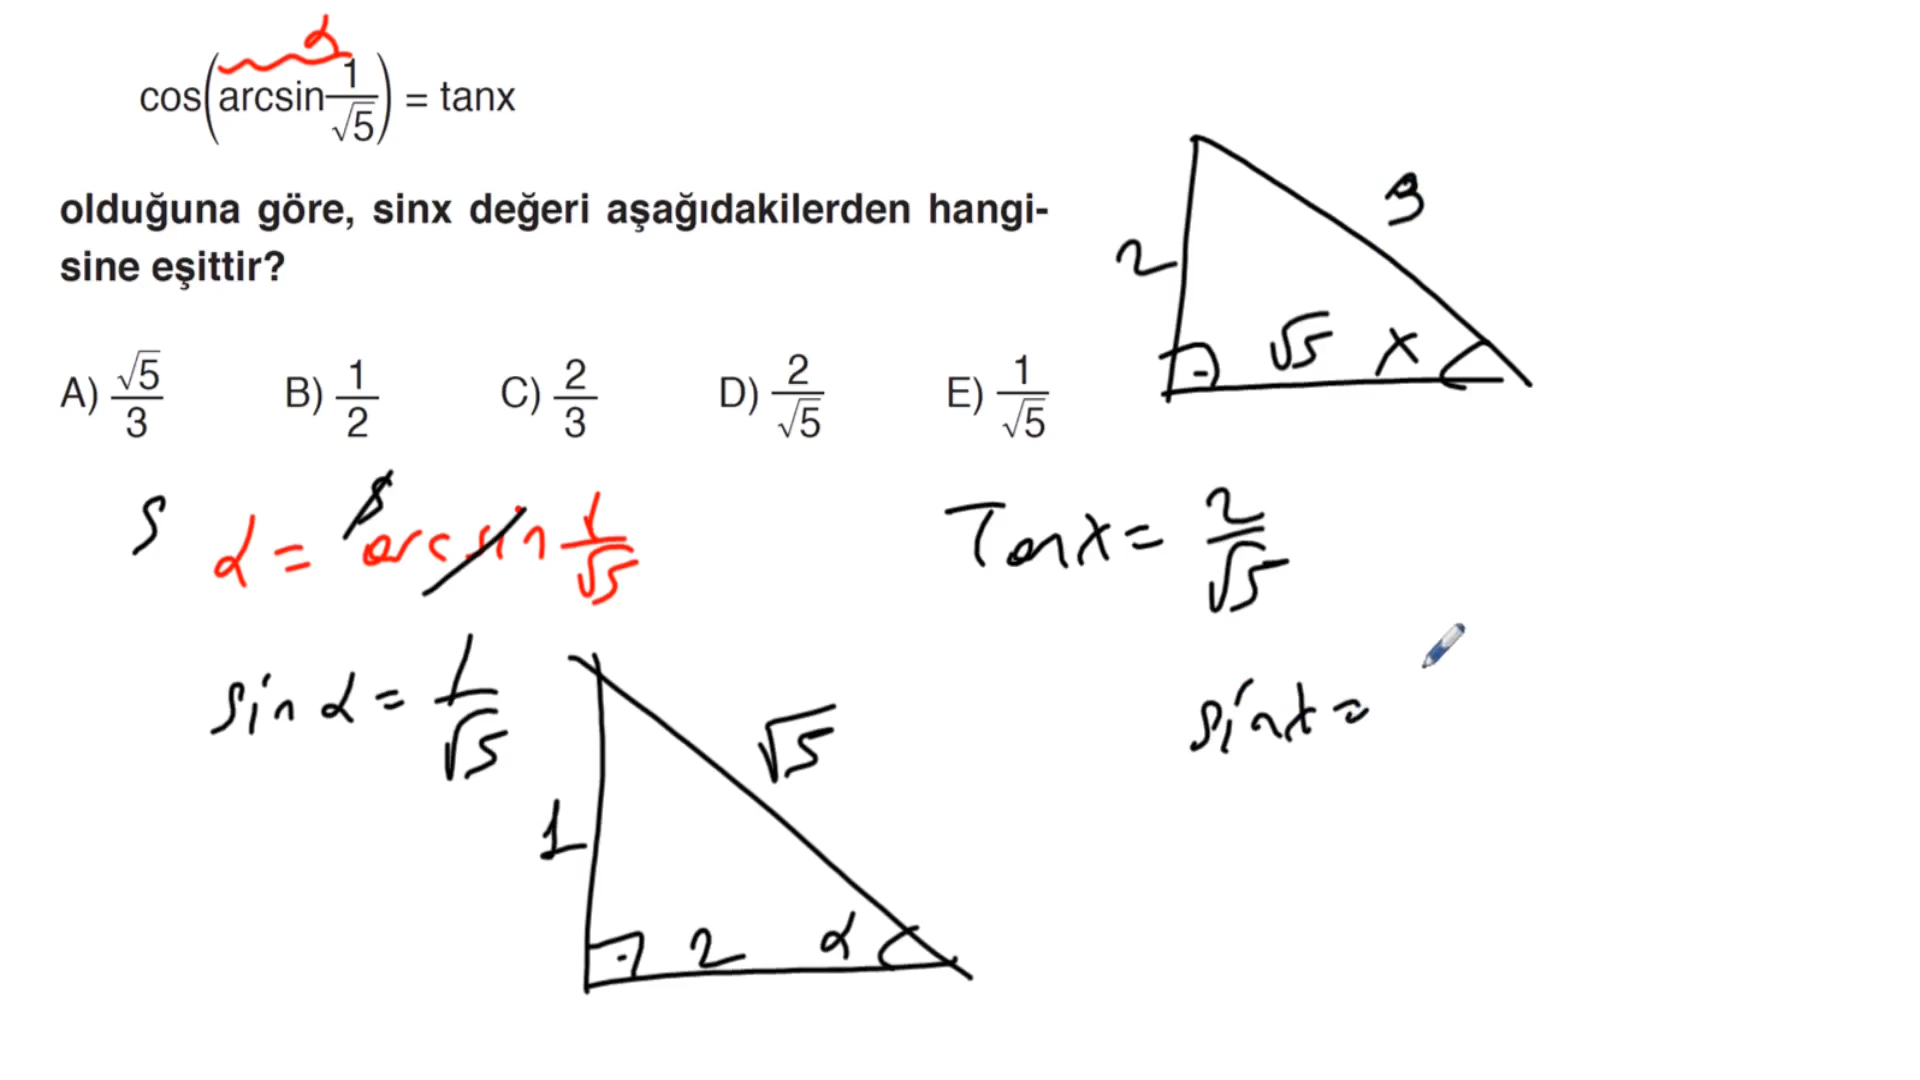 α
cos(arcsin 1/√5) = tanx
olduğuna göre, sinx değeri aşağıdakilerden hangi-
sine eşittir?
A) √5/3 B) 1/2 C) 2/3 D) 2/√5 E) 1/√5
2 3 √5 x
α = arcsin 1/√5
Tanx = 2/√5
sin α = 1/√5
sinx =
1 √5 2 α